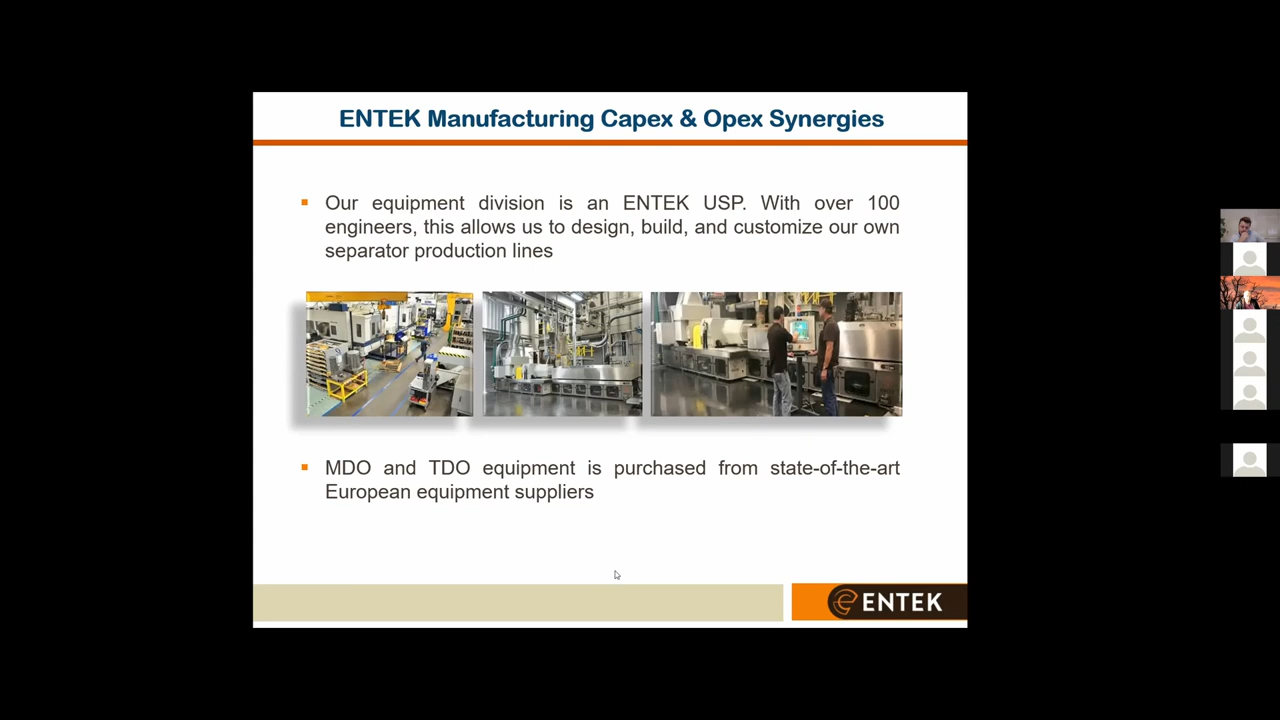 ENTEK Manufacturing Capex & Opex Synergies
Our equipment division is an ENTEK USP. With over 100
engineers, this allows us to design, build, and customize our own
separator production lines
MDO and TDO equipment is purchased from state-of-the-art
European equipment suppliers
ENTEK